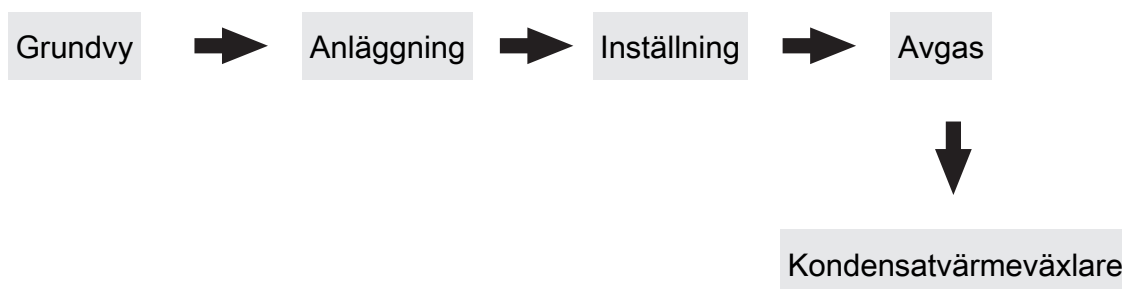 Grundvy
Anläggning
Inställning
Avgas
Kondensatvärmeväxlare